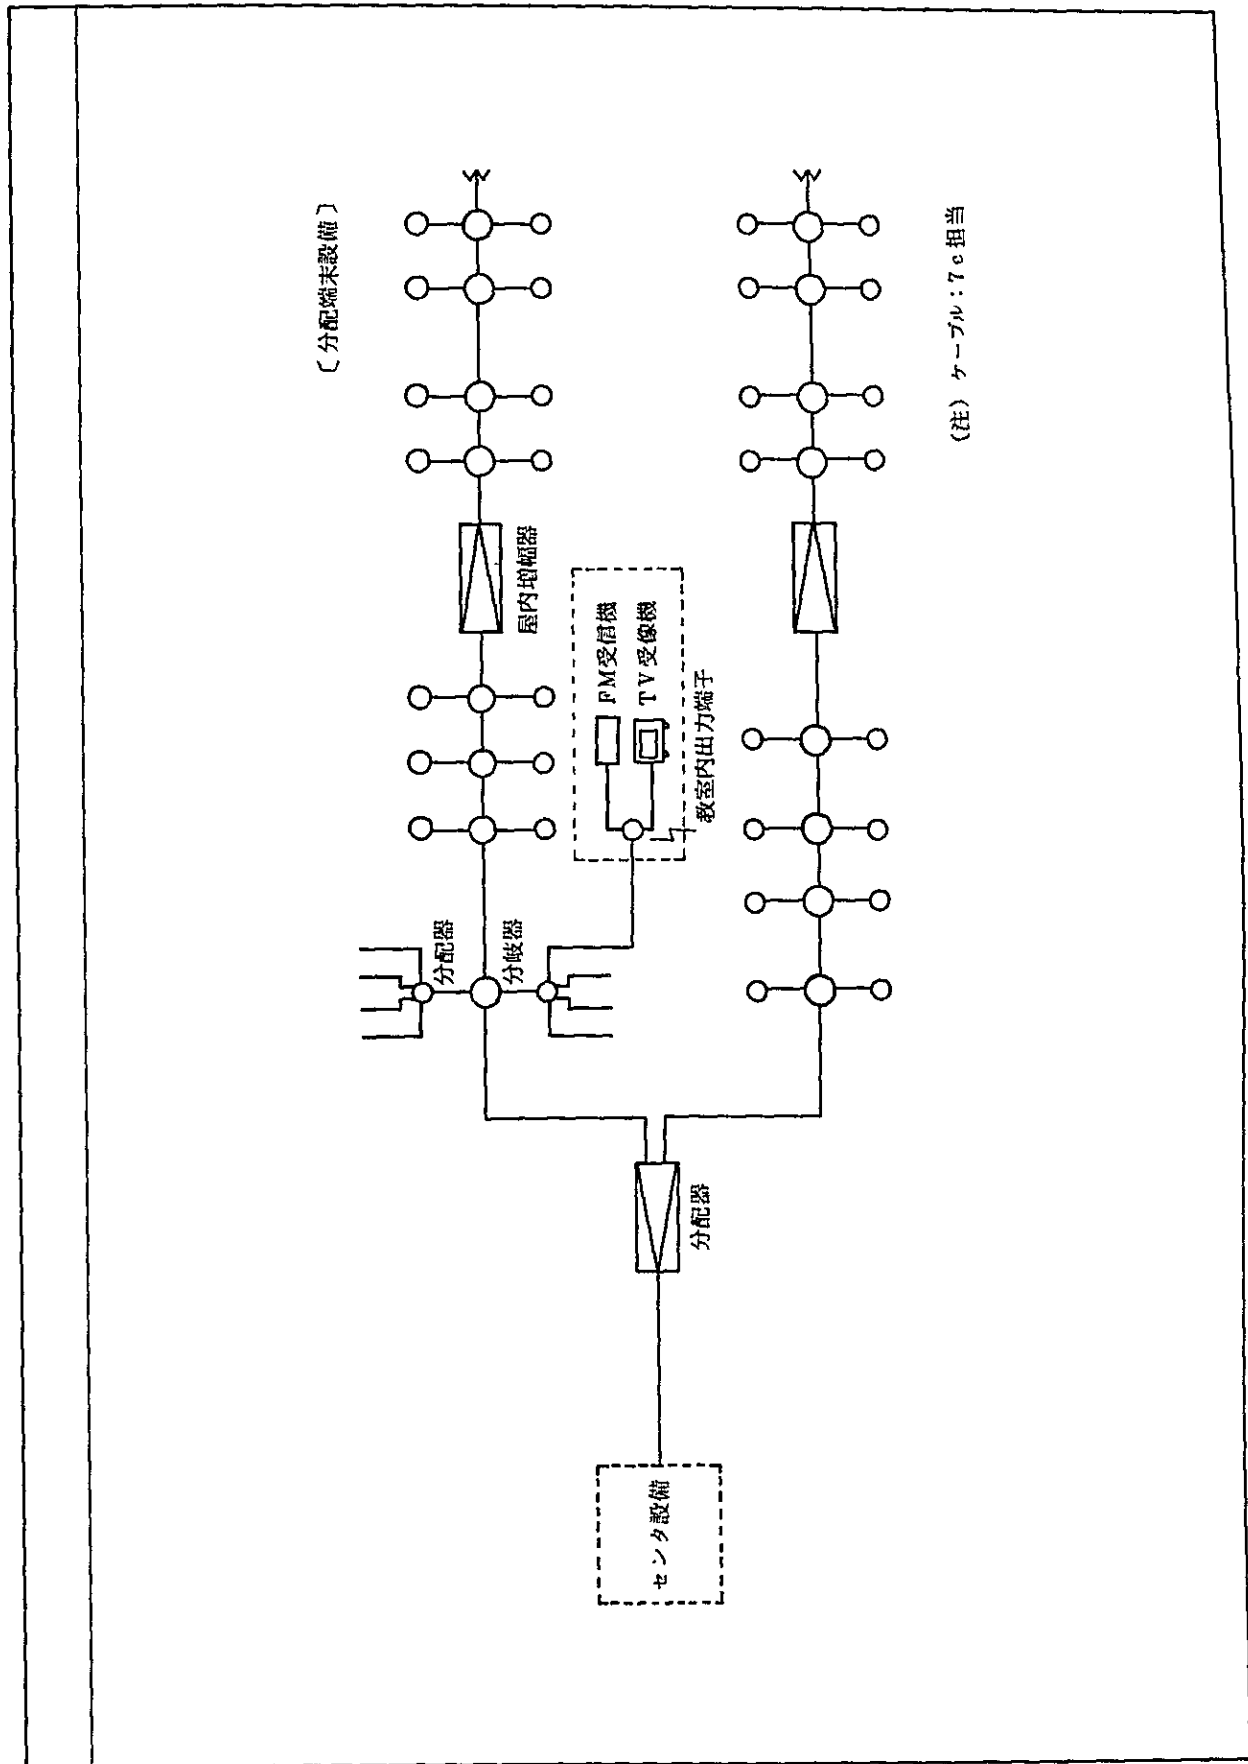 〔分配端末設備〕
分配器
分岐器
屋内増幅器
FM受信機
TV受像機
教室内出力端子
センタ設備
分配器
(注) ケーブル:7c担当